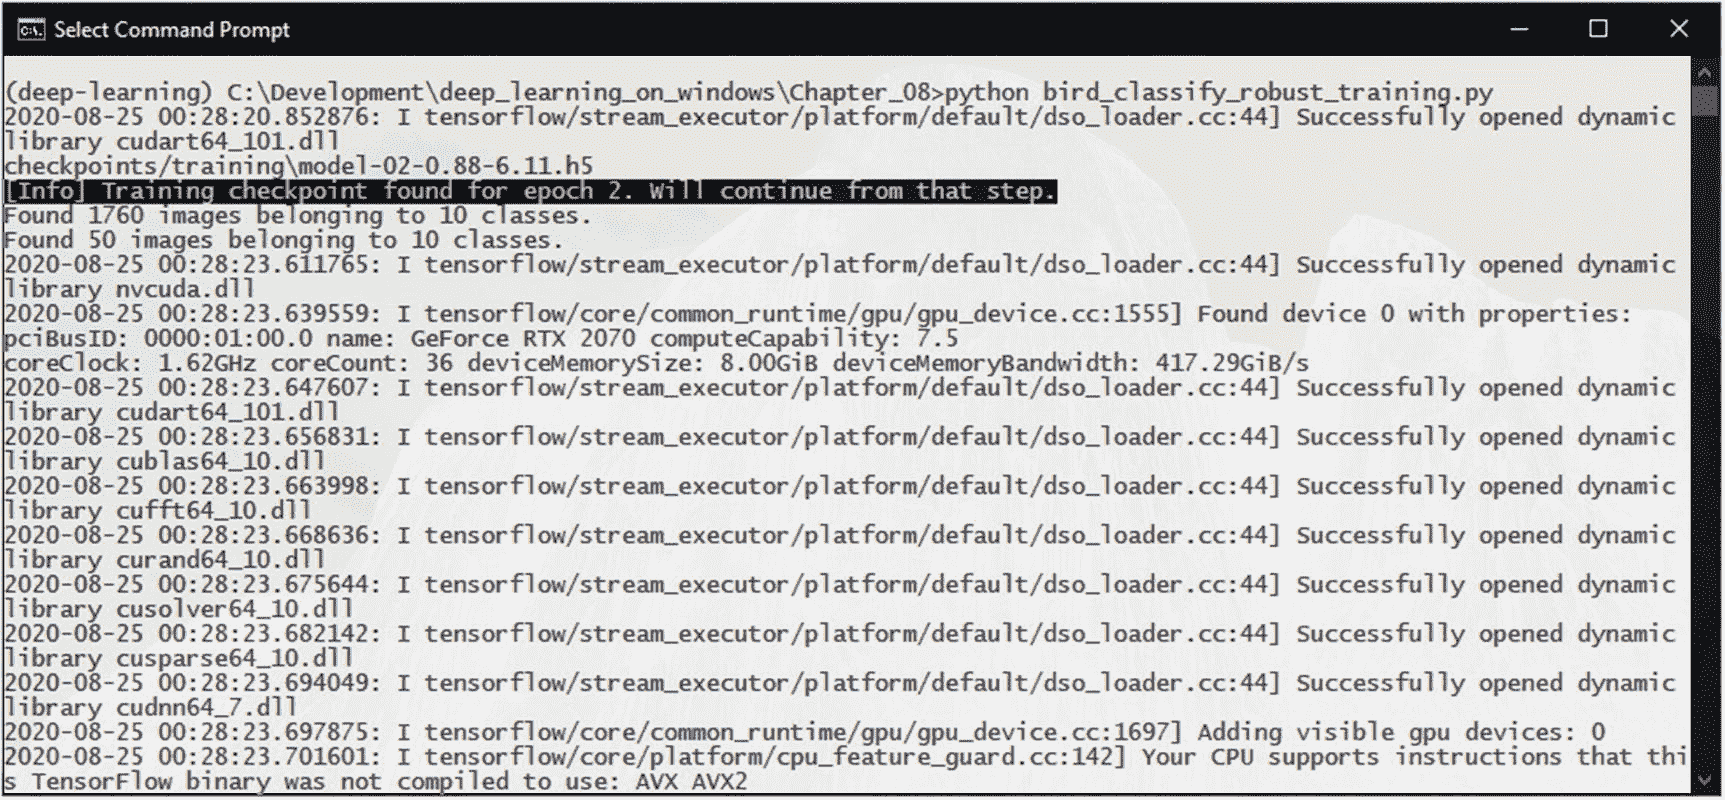 Select Command Prompt
(deep-learning) C:\Development\deep_learning_on_windows\Chapter_08>python bird_classify_robust_training.py
2020-08-25 00:28:20.852876: I tensorflow/stream_executor/platform/default/dso_loader.cc:44] Successfully opened dynamic
library cudart64_101.dll
checkpoints/training\model-02-0.88-6.11.h5
[Info] Training checkpoint found for epoch 2. Will continue from that step.
Found 1760 images belonging to 10 classes.
Found 50 images belonging to 10 classes.
2020-08-25 00:28:23.611765: I tensorflow/stream_executor/platform/default/dso_loader.cc:44] Successfully opened dynamic
library nvcuda.dll
2020-08-25 00:28:23.639559: I tensorflow/core/common_runtime/gpu/gpu_device.cc:1555] Found device 0 with properties:
pciBusID: 0000:01:00.0 name: GeForce RTX 2070 computeCapability: 7.5
coreClock: 1.62GHz coreCount: 36 deviceMemorySize: 8.00GiB deviceMemoryBandwidth: 417.29GiB/s
2020-08-25 00:28:23.647607: I tensorflow/stream_executor/platform/default/dso_loader.cc:44] Successfully opened dynamic
library cudart64_101.dll
2020-08-25 00:28:23.656831: I tensorflow/stream_executor/platform/default/dso_loader.cc:44] Successfully opened dynamic
library cublas64_10.dll
2020-08-25 00:28:23.663998: I tensorflow/stream_executor/platform/default/dso_loader.cc:44] Successfully opened dynamic
library cufft64_10.dll
2020-08-25 00:28:23.668636: I tensorflow/stream_executor/platform/default/dso_loader.cc:44] Successfully opened dynamic
library curand64_10.dll
2020-08-25 00:28:23.675644: I tensorflow/stream_executor/platform/default/dso_loader.cc:44] Successfully opened dynamic
library cusolver64_10.dll
2020-08-25 00:28:23.682142: I tensorflow/stream_executor/platform/default/dso_loader.cc:44] Successfully opened dynamic
library cusparse64_10.dll
2020-08-25 00:28:23.694049: I tensorflow/stream_executor/platform/default/dso_loader.cc:44] Successfully opened dynamic
library cudnn64_7.dll
2020-08-25 00:28:23.697875: I tensorflow/core/common_runtime/gpu/gpu_device.cc:1697] Adding visible gpu devices: 0
2020-08-25 00:28:23.701601: I tensorflow/core/platform/cpu_feature_guard.cc:142] Your CPU supports instructions that thi
s TensorFlow binary was not compiled to use: AVX AVX2